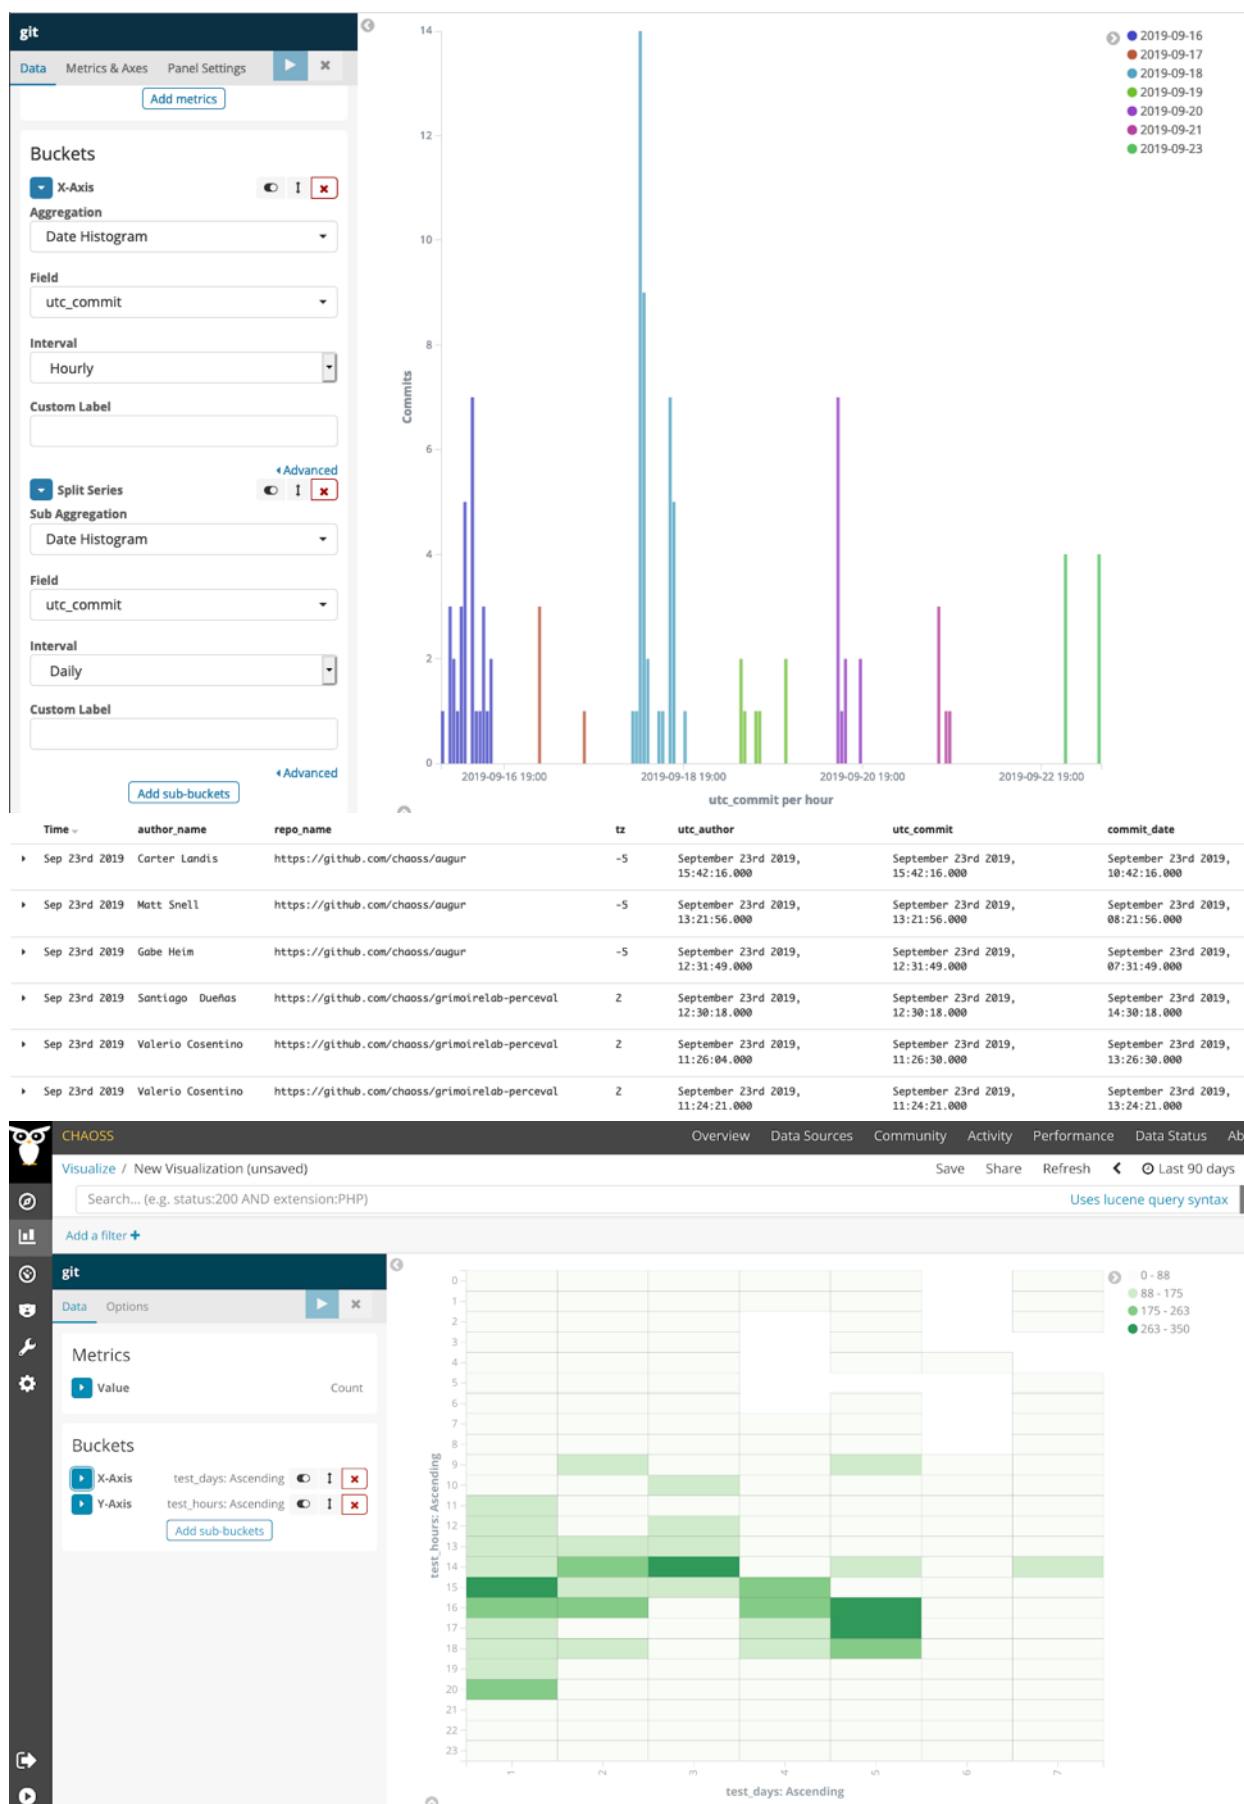 git
Data Metrics & Axes Panel Settings
Add metrics
Buckets
X-Axis
Aggregation
Date Histogram
Field
utc_commit
Interval
Hourly
Custom Label
Advanced
Split Series
Sub Aggregation
Date Histogram
Field
utc_commit
Interval
Daily
Custom Label
Advanced
Add sub-buckets
14
12
10
8
6
4
2
0
Commits
2019-09-16 19:00 2019-09-18 19:00 2019-09-20 19:00 2019-09-22 19:00
utc_commit per hour
2019-09-16
2019-09-17
2019-09-18
2019-09-19
2019-09-20
2019-09-21
2019-09-23
Time author_name repo_name tz utc_author utc_commit commit_date
Sep 23rd 2019 Carter Landis https://github.com/chaoss/augur -5 September 23rd 2019, September 23rd 2019, September 23rd 2019,
15:42:16.000 15:42:16.000 10:42:16.000
Sep 23rd 2019 Matt Snell https://github.com/chaoss/augur -5 September 23rd 2019, September 23rd 2019, September 23rd 2019,
13:21:56.000 13:21:56.000 08:21:56.000
Sep 23rd 2019 Gabe Heim https://github.com/chaoss/augur -5 September 23rd 2019, September 23rd 2019, September 23rd 2019,
12:31:49.000 12:31:49.000 07:31:49.000
Sep 23rd 2019 Santiago Dueñas https://github.com/chaoss/grimoirelab-perceval 2 September 23rd 2019, September 23rd 2019, September 23rd 2019,
12:30:18.000 12:30:18.000 14:30:18.000
Sep 23rd 2019 Valerio Cosentino https://github.com/chaoss/grimoirelab-perceval 2 September 23rd 2019, September 23rd 2019, September 23rd 2019,
11:26:04.000 11:26:30.000 13:26:30.000
Sep 23rd 2019 Valerio Cosentino https://github.com/chaoss/grimoirelab-perceval 2 September 23rd 2019, September 23rd 2019, September 23rd 2019,
11:24:21.000 11:24:21.000 13:24:21.000
CHAOSS Overview Data Sources Community Activity Performance Data Status Ab
Visualize / New Visualization (unsaved) Save Share Refresh Last 90 days
Search... (e.g. status:200 AND extension:PHP) Uses lucene query syntax
Add a filter +
git
Data Options
Metrics
Value Count
Buckets
X-Axis test_days: Ascending
Y-Axis test_hours: Ascending
Add sub-buckets
0
1
2
3
4
5
6
7
8
9
10
11
12
13
14
15
16
17
18
19
20
21
22
23
test_hours: Ascending
1 2 3 4 5 6 7
test_days: Ascending
0 - 88
88 - 175
175 - 263
263 - 350